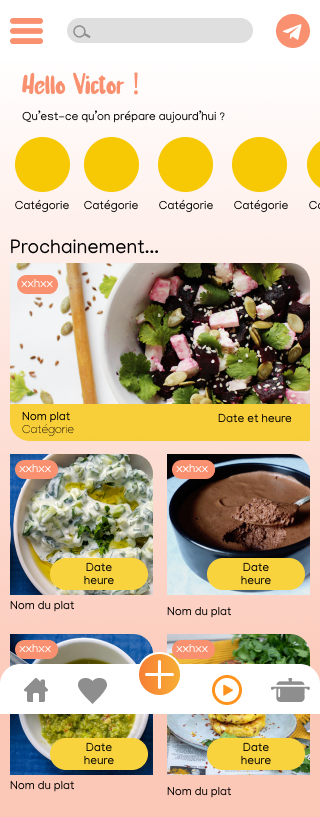 Hello Victor !
Qu'est-ce qu'on prépare aujourd'hui ?
Catégorie Catégorie Catégorie Catégorie Ca
Prochainement...
xxhxx
Nom plat Date et heure
Catégorie
xxhxx xxhxx
Date
heure
Date
heure
Nom du plat
Nom du plat
xxhxx xxhxx
Date
heure
Date
heure
Nom du plat
Nom du plat